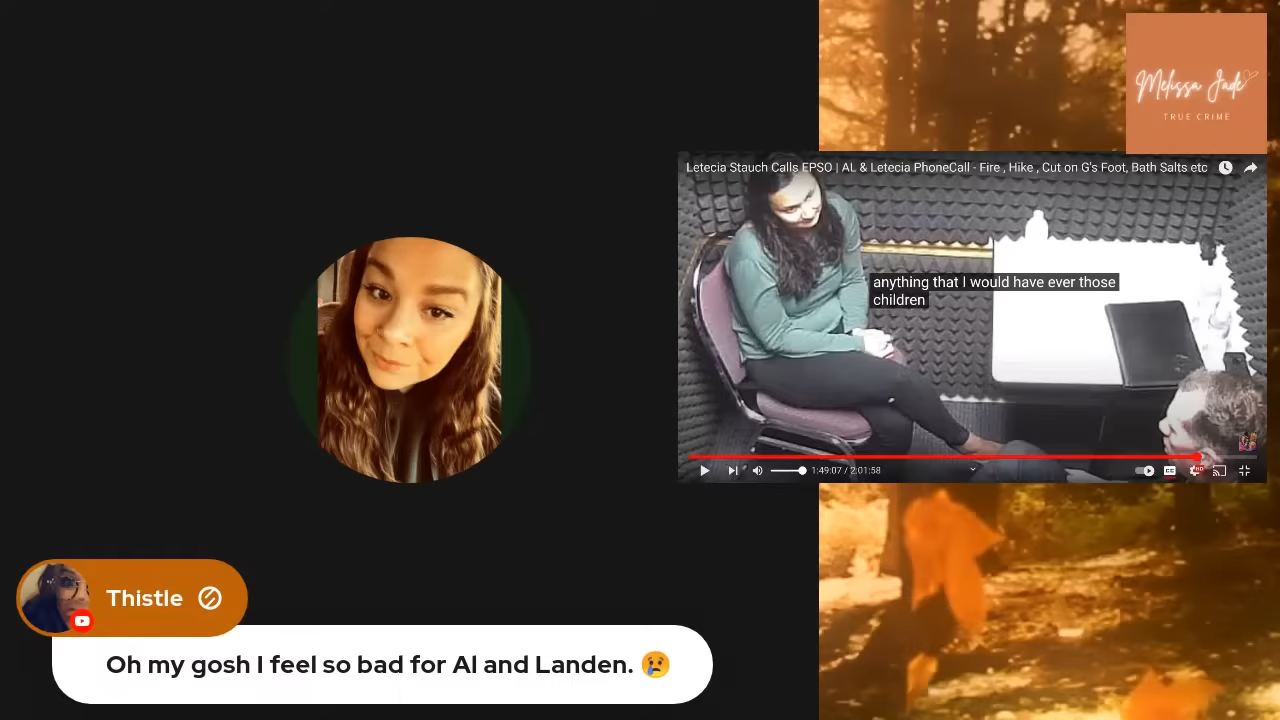 Melissa Jade
TRUE CRIME
Letecia Stauch Calls EPSO | AL & Letecia PhoneCall - Fire , Hike , Cut on G's Foot, Bath Salts etc
anything that I would have ever those
children
1:49:07 / 2:01:58
CC
HD
Thistle
Oh my gosh I feel so bad for Al and Landen. 😢